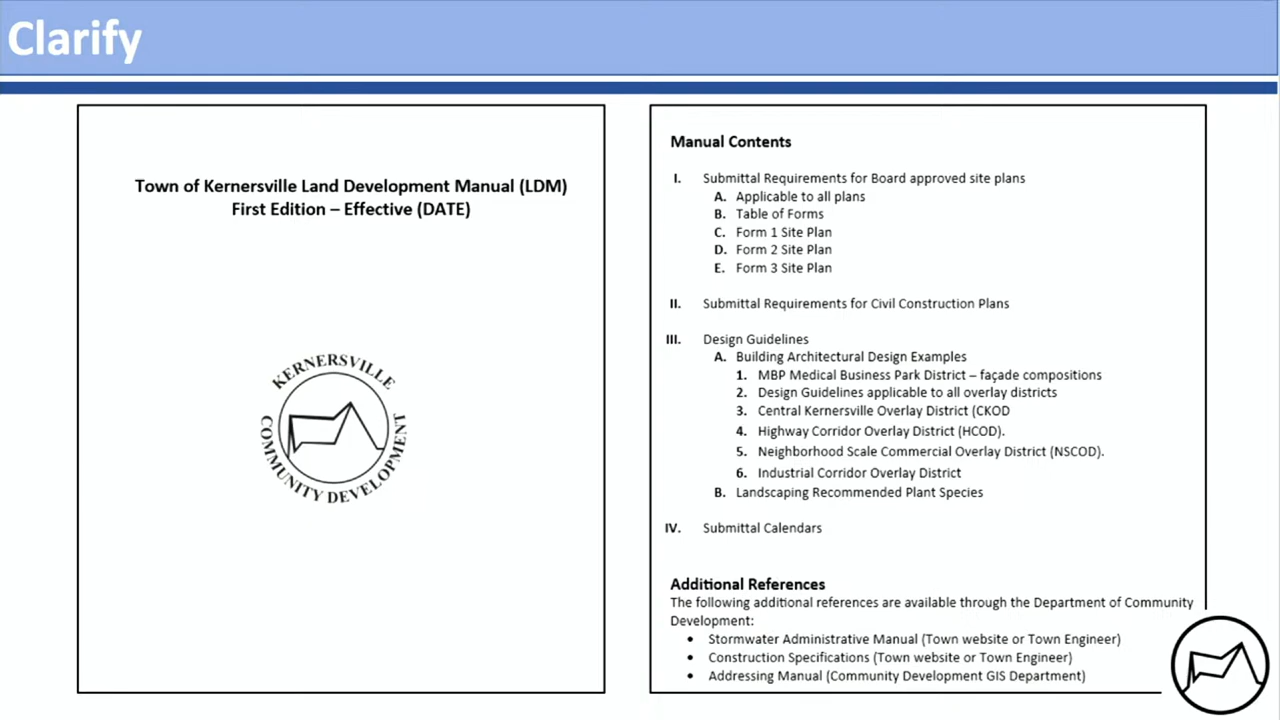 Clarify
Town of Kernersville Land Development Manual (LDM)
First Edition – Effective (DATE)
KERNERSVILLE
COMMUNITY DEVELOPMENT
Manual Contents
I. Submittal Requirements for Board approved site plans
A. Applicable to all plans
B. Table of Forms
C. Form 1 Site Plan
D. Form 2 Site Plan
E. Form 3 Site Plan
II. Submittal Requirements for Civil Construction Plans
III. Design Guidelines
A. Building Architectural Design Examples
1. MBP Medical Business Park District – façade compositions
2. Design Guidelines applicable to all overlay districts
3. Central Kernersville Overlay District (CKOD
4. Highway Corridor Overlay District (HCOD).
5. Neighborhood Scale Commercial Overlay District (NSCOD).
6. Industrial Corridor Overlay District
B. Landscaping Recommended Plant Species
IV. Submittal Calendars
Additional References
The following additional references are available through the Department of Community
Development:
• Stormwater Administrative Manual (Town website or Town Engineer)
• Construction Specifications (Town website or Town Engineer)
• Addressing Manual (Community Development GIS Department)